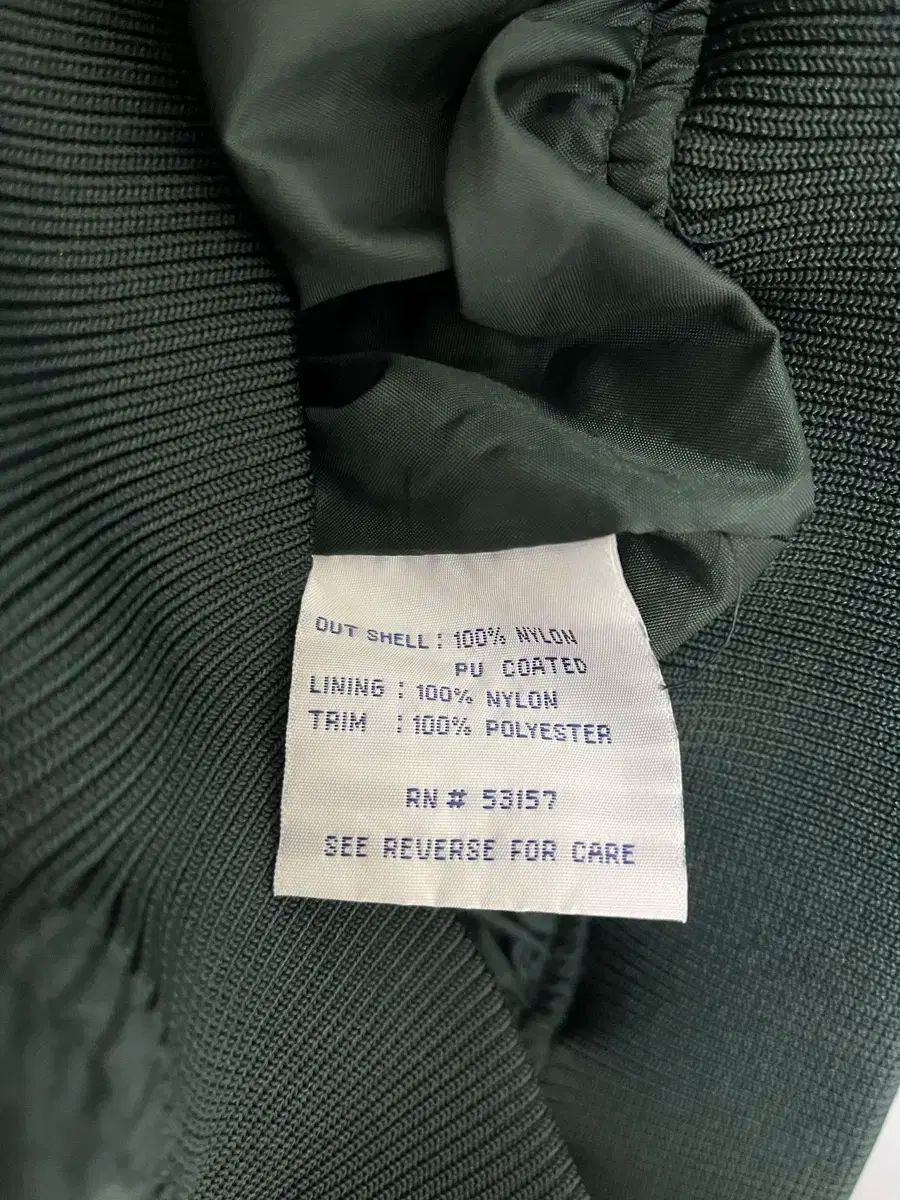 OUT SHELL : 100% NYLON
PU COATED
LINING : 100% NYLON
TRIM : 100% POLYESTER
RN # 53157
SEE REVERSE FOR CARE